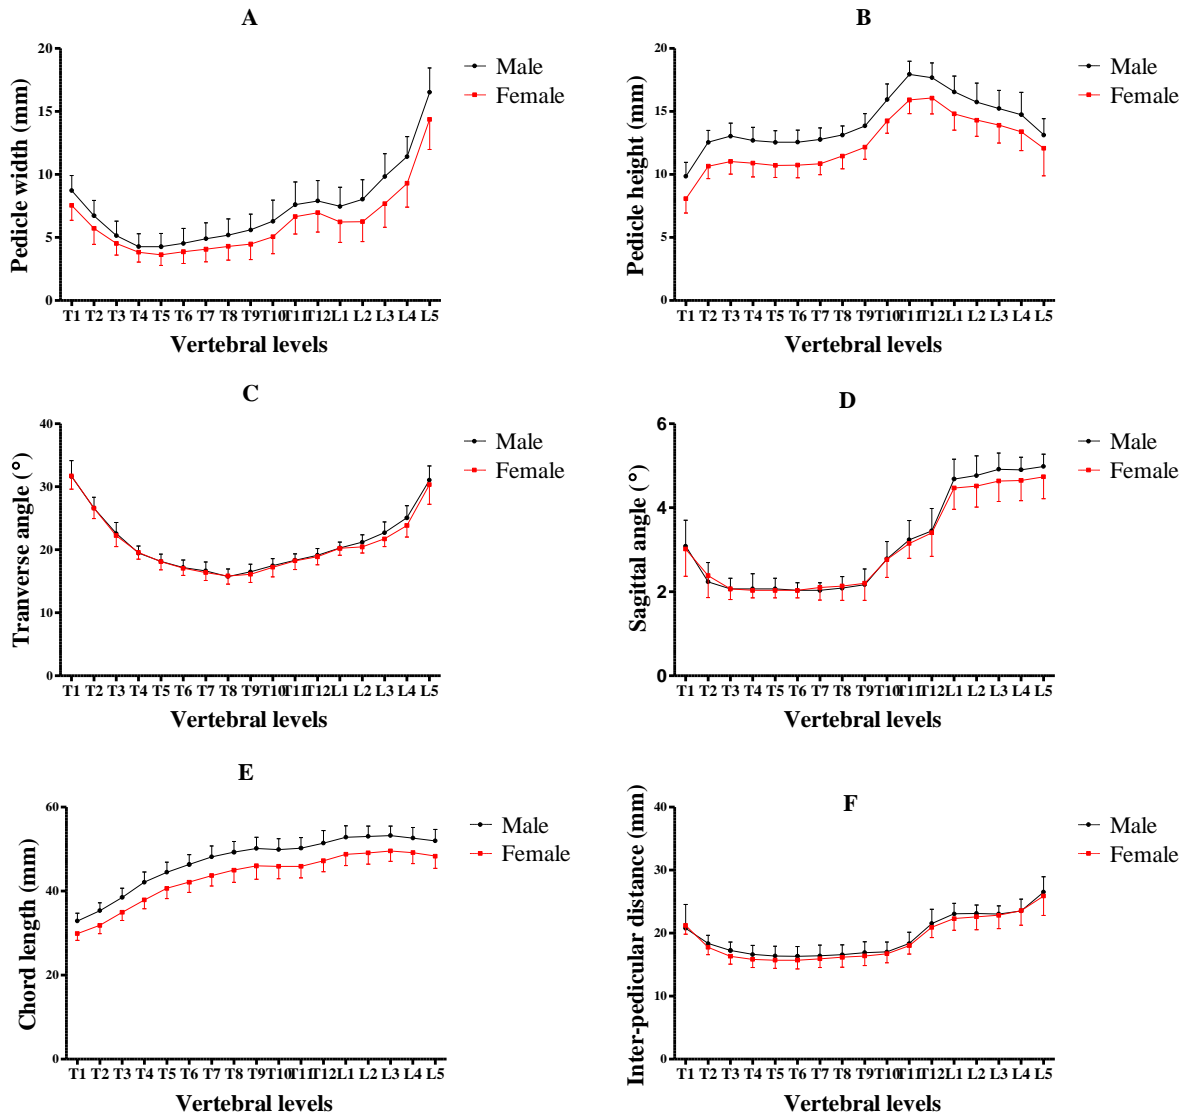 A
Pedicle width (mm)
20
15
10
5
0
T1 T2 T3 T4 T5 T6 T7 T8 T9 T10 T11 T12 L1 L2 L3 L4 L5
Vertebral levels
Male
Female
B
Pedicle height (mm)
20
15
10
5
0
T1 T2 T3 T4 T5 T6 T7 T8 T9 T10 T11 T12 L1 L2 L3 L4 L5
Vertebral levels
Male
Female
C
Tranverse angle (°)
40
30
20
10
0
T1 T2 T3 T4 T5 T6 T7 T8 T9 T10 T11 T12 L1 L2 L3 L4 L5
Vertebral levels
Male
Female
D
Sagittal angle (°)
6
4
2
0
T1 T2 T3 T4 T5 T6 T7 T8 T9 T10 T11 T12 L1 L2 L3 L4 L5
Vertebral levels
Male
Female
E
Chord length (mm)
60
40
20
0
T1 T2 T3 T4 T5 T6 T7 T8 T9 T10 T11 T12 L1 L2 L3 L4 L5
Vertebral levels
Male
Female
F
Inter-pedicular distance (mm)
40
30
20
10
0
T1 T2 T3 T4 T5 T6 T7 T8 T9 T10 T11 T12 L1 L2 L3 L4 L5
Vertebral levels
Male
Female